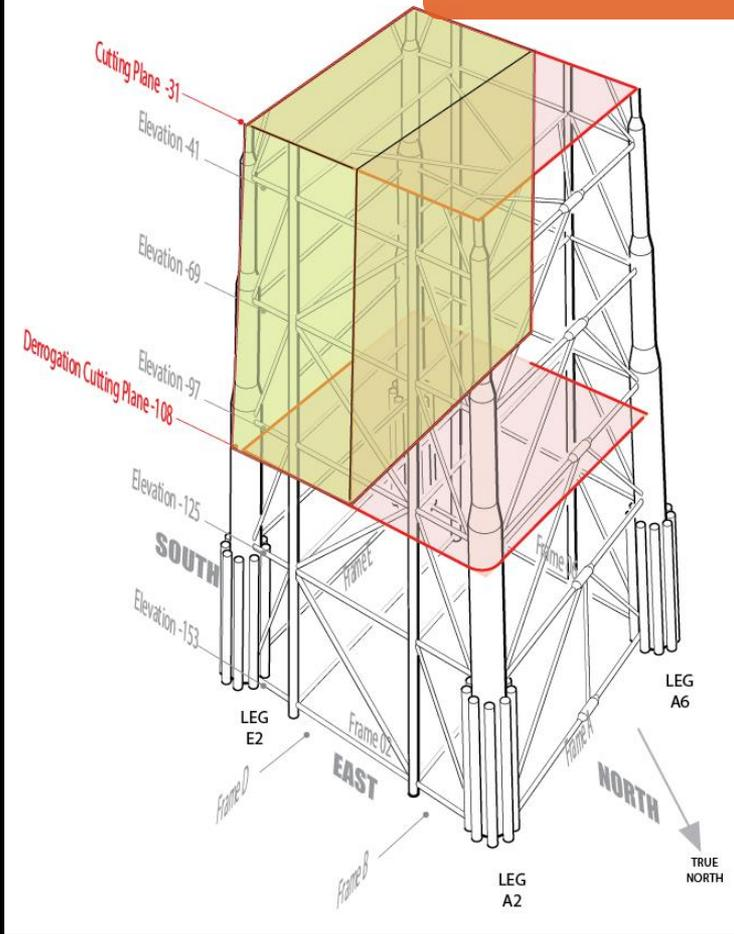 Cutting Plane -31
Elevation -41
Elevation -69
Derrogation Cutting Plane -108
Elevation -97
Elevation -125
SOUTH
Frame E
Elevation -153
LEG
E2
LEG
A6
Frame 02
Frame A
EAST
NORTH
Frame D
TRUE
NORTH
Frame B
LEG
A2